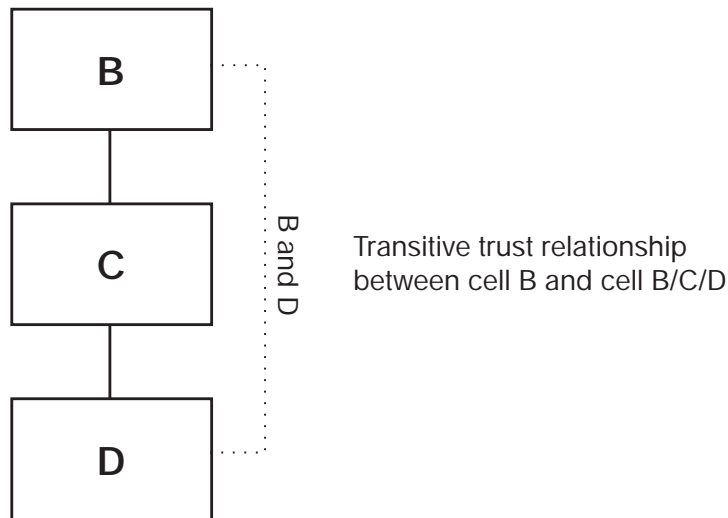 B
C
B and D
Transitive trust relationship
between cell B and cell B/C/D
D